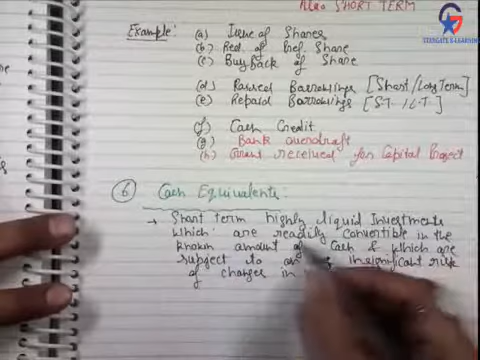 Also SHORT TERM
STARGATE E-LEARNING
Example:
(a) Issue of Shares
(b) Red. of Pref. Share
(c) Buy Back of Share
(d) Raised Borrowings [Short/Long Term]
(e) Repaid Borrowings [S.T. / L.T]
(f) Cash Credit
(g) Bank overdraft
(h) Grant received for Capital Project
(6) Cash Equivalents:
→ Short term highly liquid Investments
which are readily convertible in the
known amount of Cash & which are
subject to an insignificant risk
of changes in